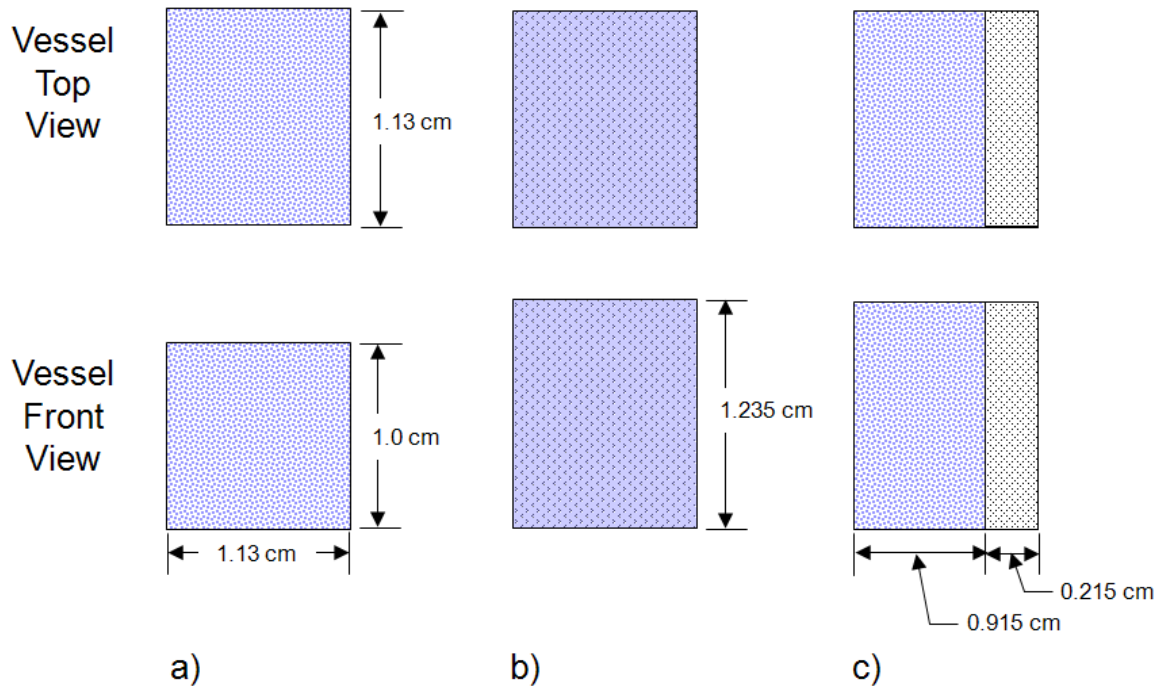 Vessel
Top
View
1.13 cm
Vessel
Front
View
1.0 cm
1.235 cm
1.13 cm
0.215 cm
0.915 cm
a)
b)
c)